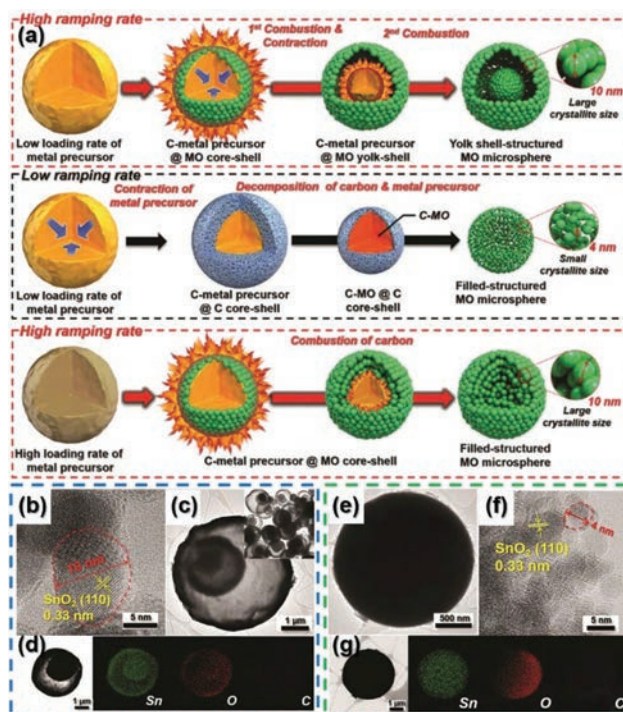 High ramping rate
(a)
1st Combustion &
Contraction
2nd Combustion
10 nm
Large
crystallite size
Low loading rate of
metal precursor
C-metal precursor
@ MO core-shell
C-metal precursor
@ MO yolk-shell
Yolk shell-structured
MO microsphere
Low ramping rate
Contraction of
metal precursor
Decomposition of carbon & metal precursor
C-MO
4 nm
Small
crystallite size
Low loading rate of
metal precursor
C-metal precursor
@ C core-shell
C-MO @ C
core-shell
Filled-structured
MO microsphere
High ramping rate
Combustion of carbon
10 nm
Large
crystallite size
High loading rate of
metal precursor
C-metal precursor @ MO core-shell
Filled-structured
MO microsphere
(b)
10 nm
SnO2 (110)
0.33 nm
5 nm
(c)
1 µm
(d)
1 µm
Sn
O
C
(e)
500 nm
(f)
4 nm
SnO2 (110)
0.33 nm
5 nm
(g)
1 µm
Sn
O
C